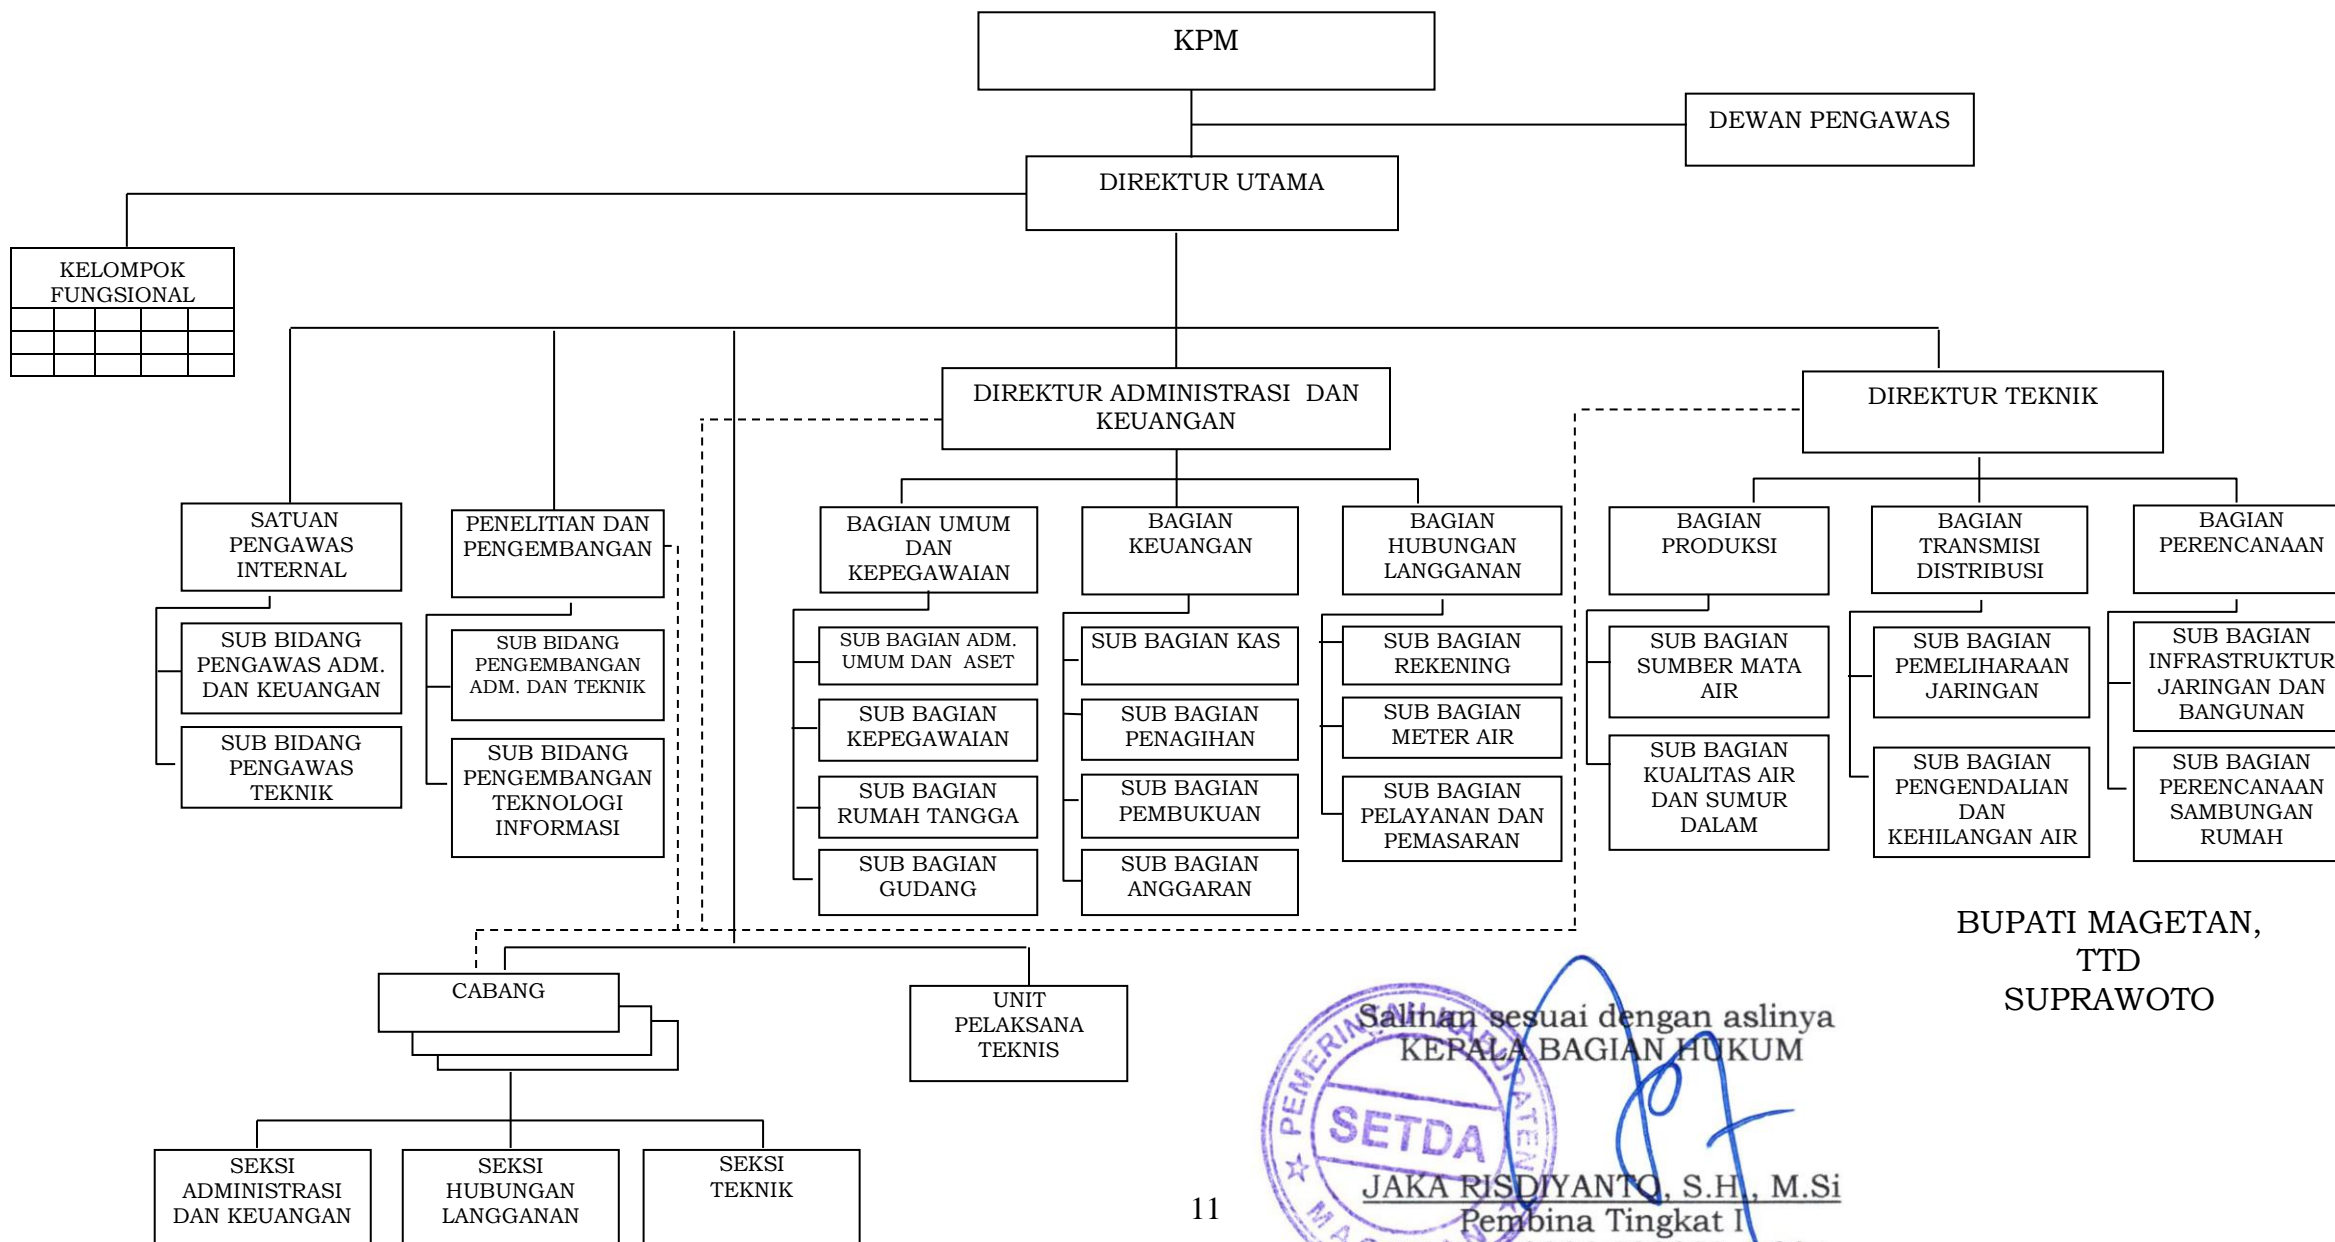 KPM
DEWAN PENGAWAS
DIREKTUR UTAMA
KELOMPOK
FUNGSIONAL
DIREKTUR ADMINISTRASI DAN
KEUANGAN
DIREKTUR TEKNIK
SATUAN
PENGAWAS
INTERNAL
PENELITIAN DAN
PENGEMBANGAN
BAGIAN UMUM
DAN
KEPEGAWAIAN
BAGIAN
KEUANGAN
BAGIAN
HUBUNGAN
LANGGANAN
BAGIAN
PRODUKSI
BAGIAN
TRANSMISI
DISTRIBUSI
BAGIAN
PERENCANAAN
SUB BIDANG
PENGAWAS ADM.
DAN KEUANGAN
SUB BIDANG
PENGAWAS
TEKNIK
SUB BIDANG
PENGEMBANGAN
ADM. DAN TEKNIK
SUB BIDANG
PENGEMBANGAN
TEKNOLOGI
INFORMASI
SUB BAGIAN ADM.
UMUM DAN ASET
SUB BAGIAN
KEPEGAWAIAN
SUB BAGIAN
RUMAH TANGGA
SUB BAGIAN
GUDANG
SUB BAGIAN KAS
SUB BAGIAN
PENAGIHAN
SUB BAGIAN
PEMBUKUAN
SUB BAGIAN
ANGGARAN
SUB BAGIAN
REKENING
SUB BAGIAN
METER AIR
SUB BAGIAN
PELAYANAN DAN
PEMASARAN
SUB BAGIAN
SUMBER MATA
AIR
SUB BAGIAN
KUALITAS AIR
DAN SUMUR
DALAM
SUB BAGIAN
PEMELIHARAAN
JARINGAN
SUB BAGIAN
PENGENDALIAN
DAN
KEHILANGAN AIR
SUB BAGIAN
INFRASTRUKTUR
JARINGAN DAN
BANGUNAN
SUB BAGIAN
PERENCANAAN
SAMBUNGAN
RUMAH
CABANG
UNIT
PELAKSANA
TEKNIS
SEKSI
ADMINISTRASI
DAN KEUANGAN
SEKSI
HUBUNGAN
LANGGANAN
SEKSI
TEKNIK
BUPATI MAGETAN,
TTD
SUPRAWOTO
Salinan sesuai dengan aslinya
KEPALA BAGIAN HUKUM
PEMERINTAH KABUPATEN
SETDA
JAKA RISDIYANTO, S.H., M.Si
Pembina Tingkat I
11